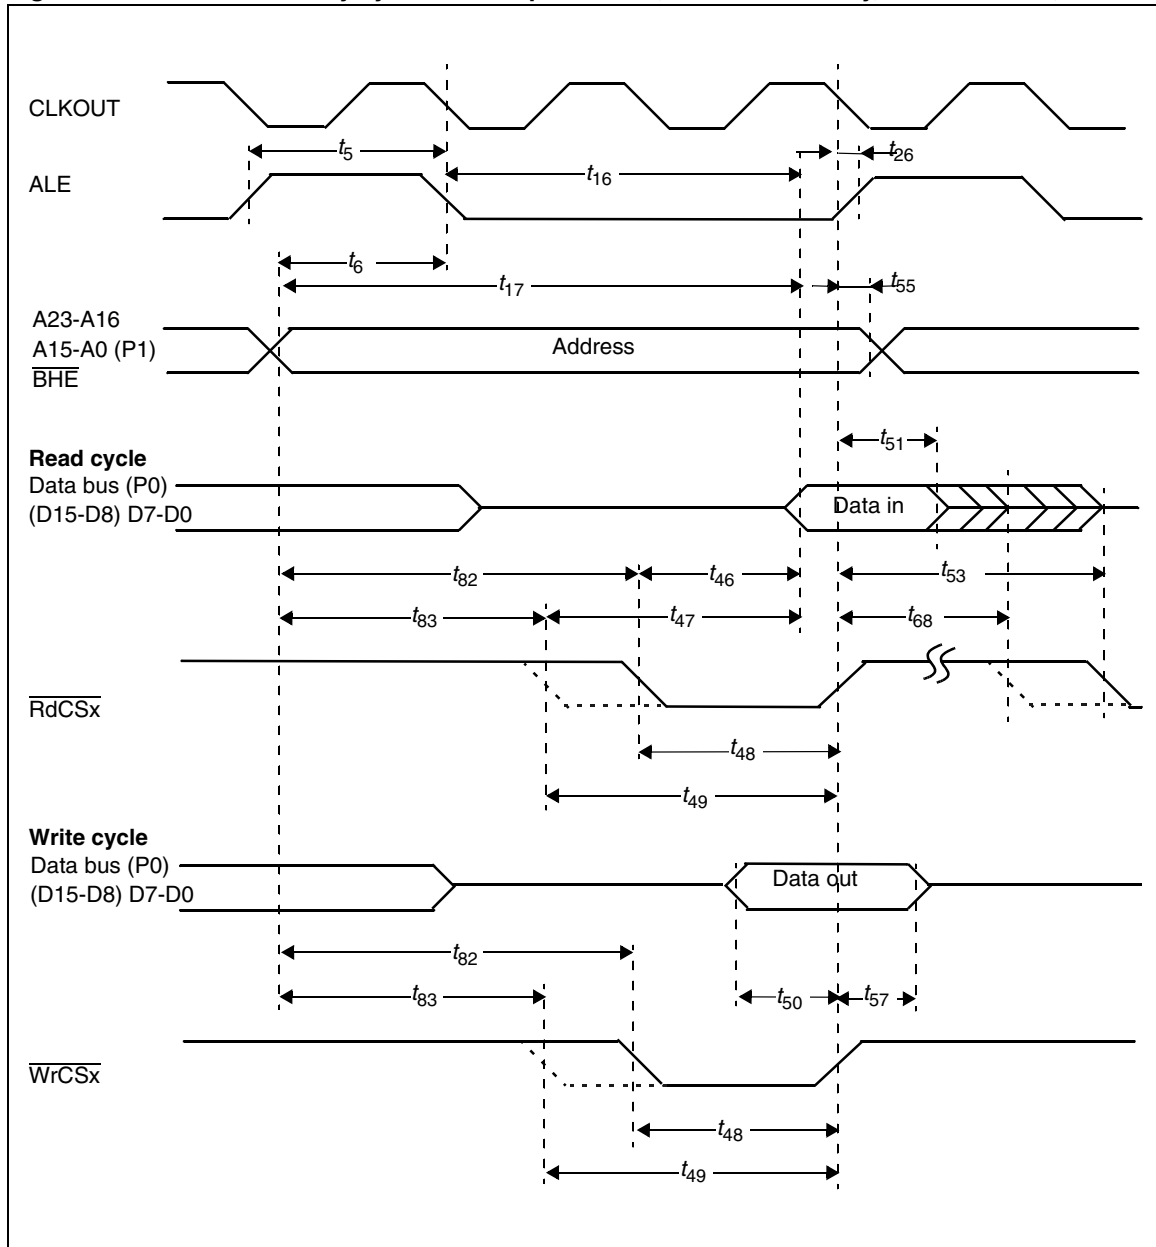 CLKOUT
t26
t5
t16
ALE
t6
t17
t55
A23-A16
A15-A0 (P1)
Address
BHE
t51
Read cycle
Data bus (P0)
(D15-D8) D7-D0
Data in
t82
t46
t53
t83
t47
t68
RdCSx
t48
t49
Write cycle
Data bus (P0)
(D15-D8) D7-D0
Data out
t82
t83
t50
t57
WrCSx
t48
t49